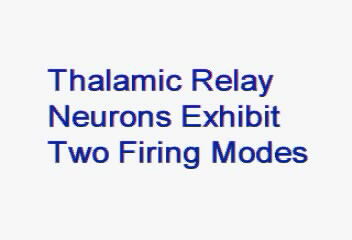 Thalamic Relay
Neurons Exhibit
Two Firing Modes